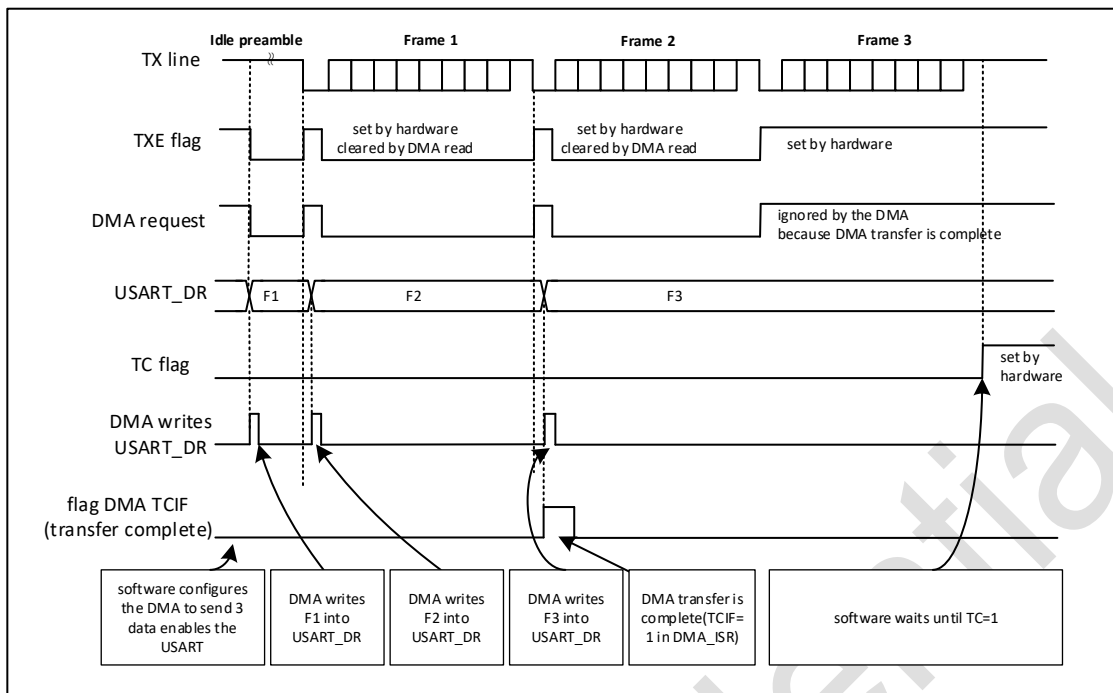 Idle preamble
Frame 1
Frame 2
Frame 3
TX line
TXE flag
set by hardware
cleared by DMA read
set by hardware
cleared by DMA read
set by hardware
DMA request
ignored by the DMA
because DMA transfer is complete
USART_DR
F1
F2
F3
TC flag
set by
hardware
DMA writes
USART_DR
flag DMA TCIF
(transfer complete)
software configures
the DMA to send 3
data enables the
USART
DMA writes
F1 into
USART_DR
DMA writes
F2 into
USART_DR
DMA writes
F3 into
USART_DR
DMA transfer is
complete(TCIF=
1 in DMA_ISR)
software waits until TC=1